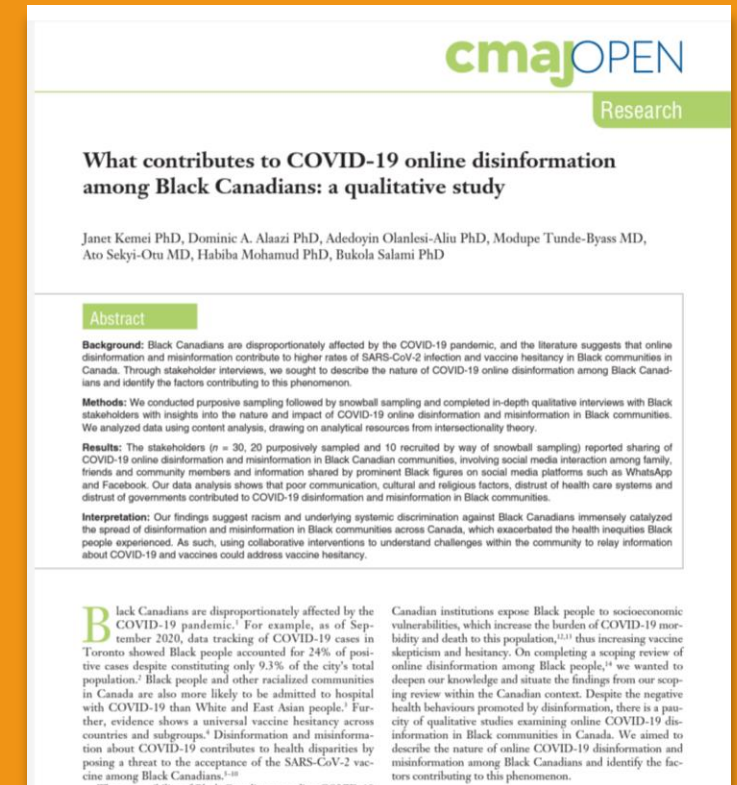 cmajOPEN
Research
What contributes to COVID-19 online disinformation
among Black Canadians: a qualitative study
Janet Kemei PhD, Dominic A. Alaazi PhD, Adedoyin Olanlesi-Aliu PhD, Modupe Tunde-Byass MD,
Ato Sekyi-Otu MD, Habiba Mohamud PhD, Bukola Salami PhD
Abstract
Background: Black Canadians are disproportionately affected by the COVID-19 pandemic, and the literature suggests that online
disinformation and misinformation contribute to higher rates of SARS-CoV-2 infection and vaccine hesitancy in Black communities in
Canada. Through stakeholder interviews, we sought to describe the nature of COVID-19 online disinformation among Black Canad-
ians and identify the factors contributing to this phenomenon.
Methods: We conducted purposive sampling followed by snowball sampling and completed in-depth qualitative interviews with Black
stakeholders with insights into the nature and impact of COVID-19 online disinformation and misinformation in Black communities.
We analyzed data using content analysis, drawing on analytical resources from intersectionality theory.
Results: The stakeholders (n = 30, 20 purposively sampled and 10 recruited by way of snowball sampling) reported sharing of
COVID-19 online disinformation and misinformation in Black communities, involving social media interaction among family,
friends and community members and information shared by prominent Black figures on social media platforms such as WhatsApp
and Facebook. Our data analysis shows that poor communication, cultural and religious factors, distrust of health care systems and
distrust of governments contributed to COVID-19 disinformation and misinformation in Black communities.
Interpretation: Our findings suggest racism and underlying systemic discrimination against Black Canadians immensely catalyzed
the spread of disinformation and misinformation in Black communities across Canada, which exacerbated the health inequities Black
people experienced. As such, using collaborative interventions to understand challenges within the community to relay information
about COVID-19 and vaccines could address vaccine hesitancy.
Black Canadians are disproportionately affected by the
COVID-19 pandemic.¹ For example, as of Sep-
tember 2020, data tracking of COVID-19 cases in
Toronto showed Black people accounted for 24% of posi-
tive cases despite constituting only 9.3% of the city's total
population.² Black people and other racialized communities
in Canada are also more likely to be admitted to hospital
with COVID-19 than White and East Asian people.³ Fur-
ther, evidence shows a universal vaccine hesitancy across
countries and subgroups.⁴ Disinformation and misinforma-
tion about COVID-19 contributes to health disparities by
posing a threat to the acceptance of the SARS-CoV-2 vac-
cine among Black Canadians.⁵⁻¹⁰
Canadian institutions expose Black people to socioeconomic
vulnerabilities, which increase the burden of COVID-19 mor-
bidity and death to this population, thus increasing vaccine
skepticism and hesitancy. On completing a scoping review of
online disinformation among Black people,¹⁴ we wanted to
deepen our knowledge and situate the findings from our scop-
ing review within the Canadian context. Despite the negative
health behaviours promoted by disinformation, there is a pau-
city of qualitative studies examining online COVID-19 dis-
information in Black communities in Canada. We aimed to
describe the nature of online COVID-19 disinformation and
misinformation among Black Canadians and identify the fac-
tors contributing to this phenomenon.